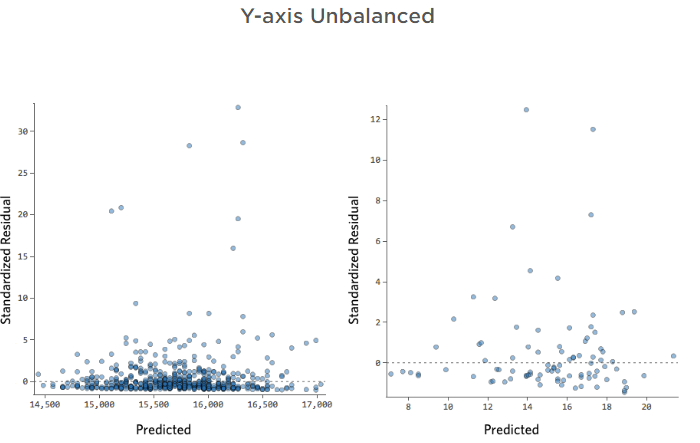 Y-axis Unbalanced
Standardized Residual
30
25
20
15
10
5
0
14,500 15,000 15,500 16,000 16,500 17,000
Predicted
Standardized Residual
12
10
8
6
4
2
0
8 10 12 14 16 18 20
Predicted